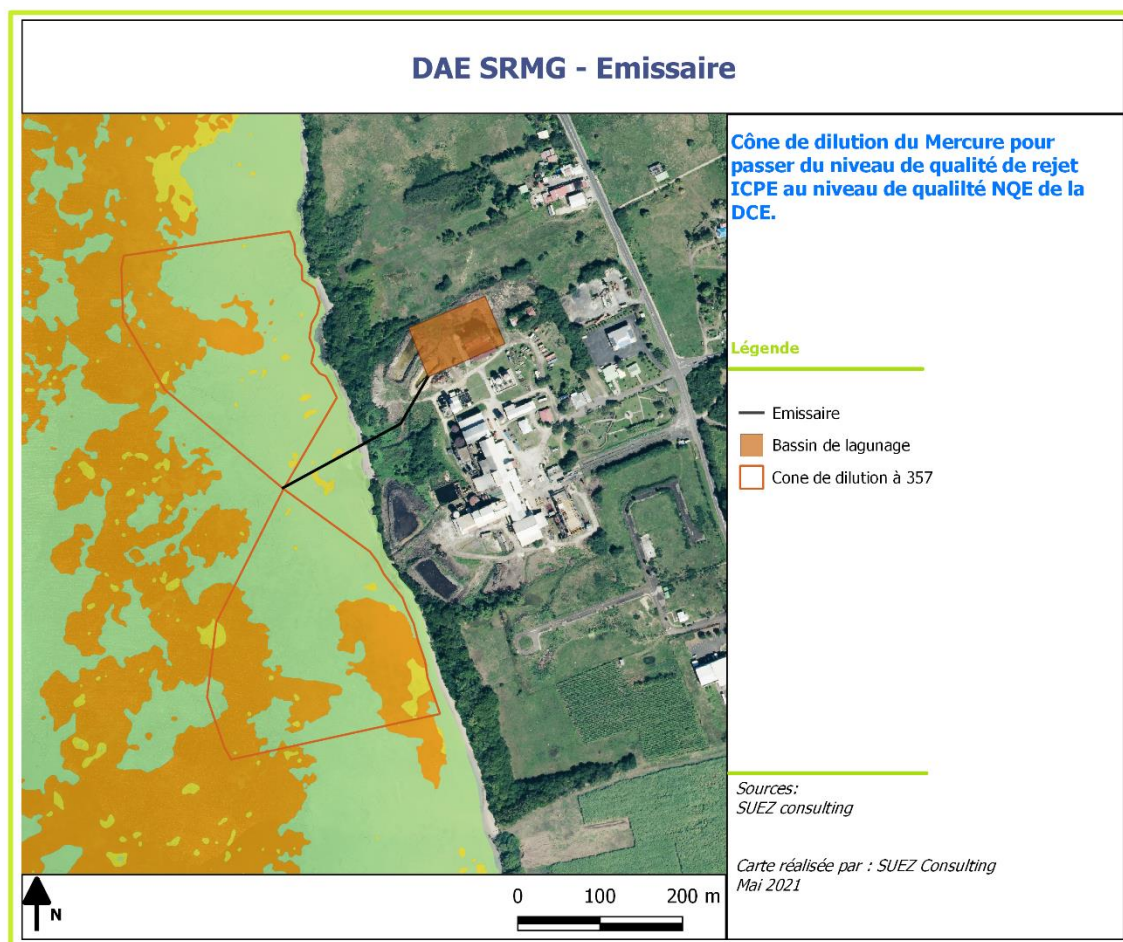 DAE SRMG - Emissaire
Cône de dilution du Mercure pour
passer du niveau de qualité de rejet
ICPE au niveau de qualilté NQE de la
DCE.
Légende
Emissaire
Bassin de lagunage
Cone de dilution à 357
Sources:
SUEZ consulting
Carte réalisée par : SUEZ Consulting
Mai 2021
N
0 100 200 m